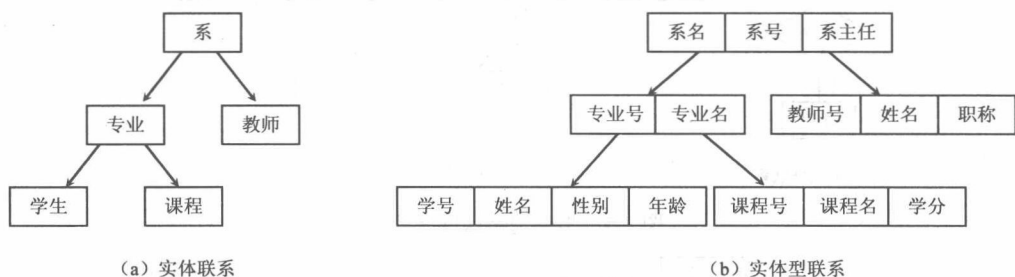 系
系名 系号 系主任
专业 教师
专业号 专业名 教师号 姓名 职称
学生 课程
学号 姓名 性别 年龄 课程号 课程名 学分
(a) 实体联系
(b) 实体型联系